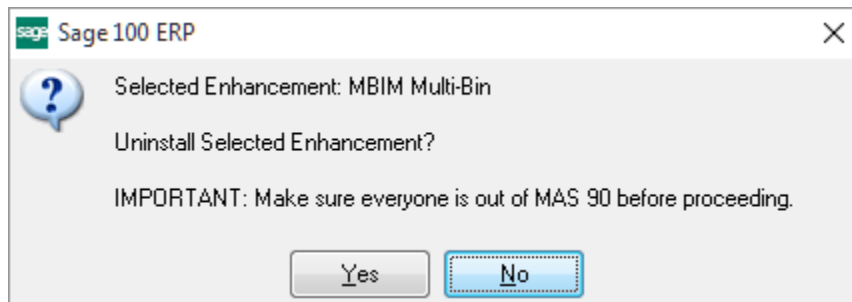 sage Sage 100 ERP
Selected Enhancement: MBIM Multi-Bin
Uninstall Selected Enhancement?
IMPORTANT: Make sure everyone is out of MAS 90 before proceeding.
Yes No